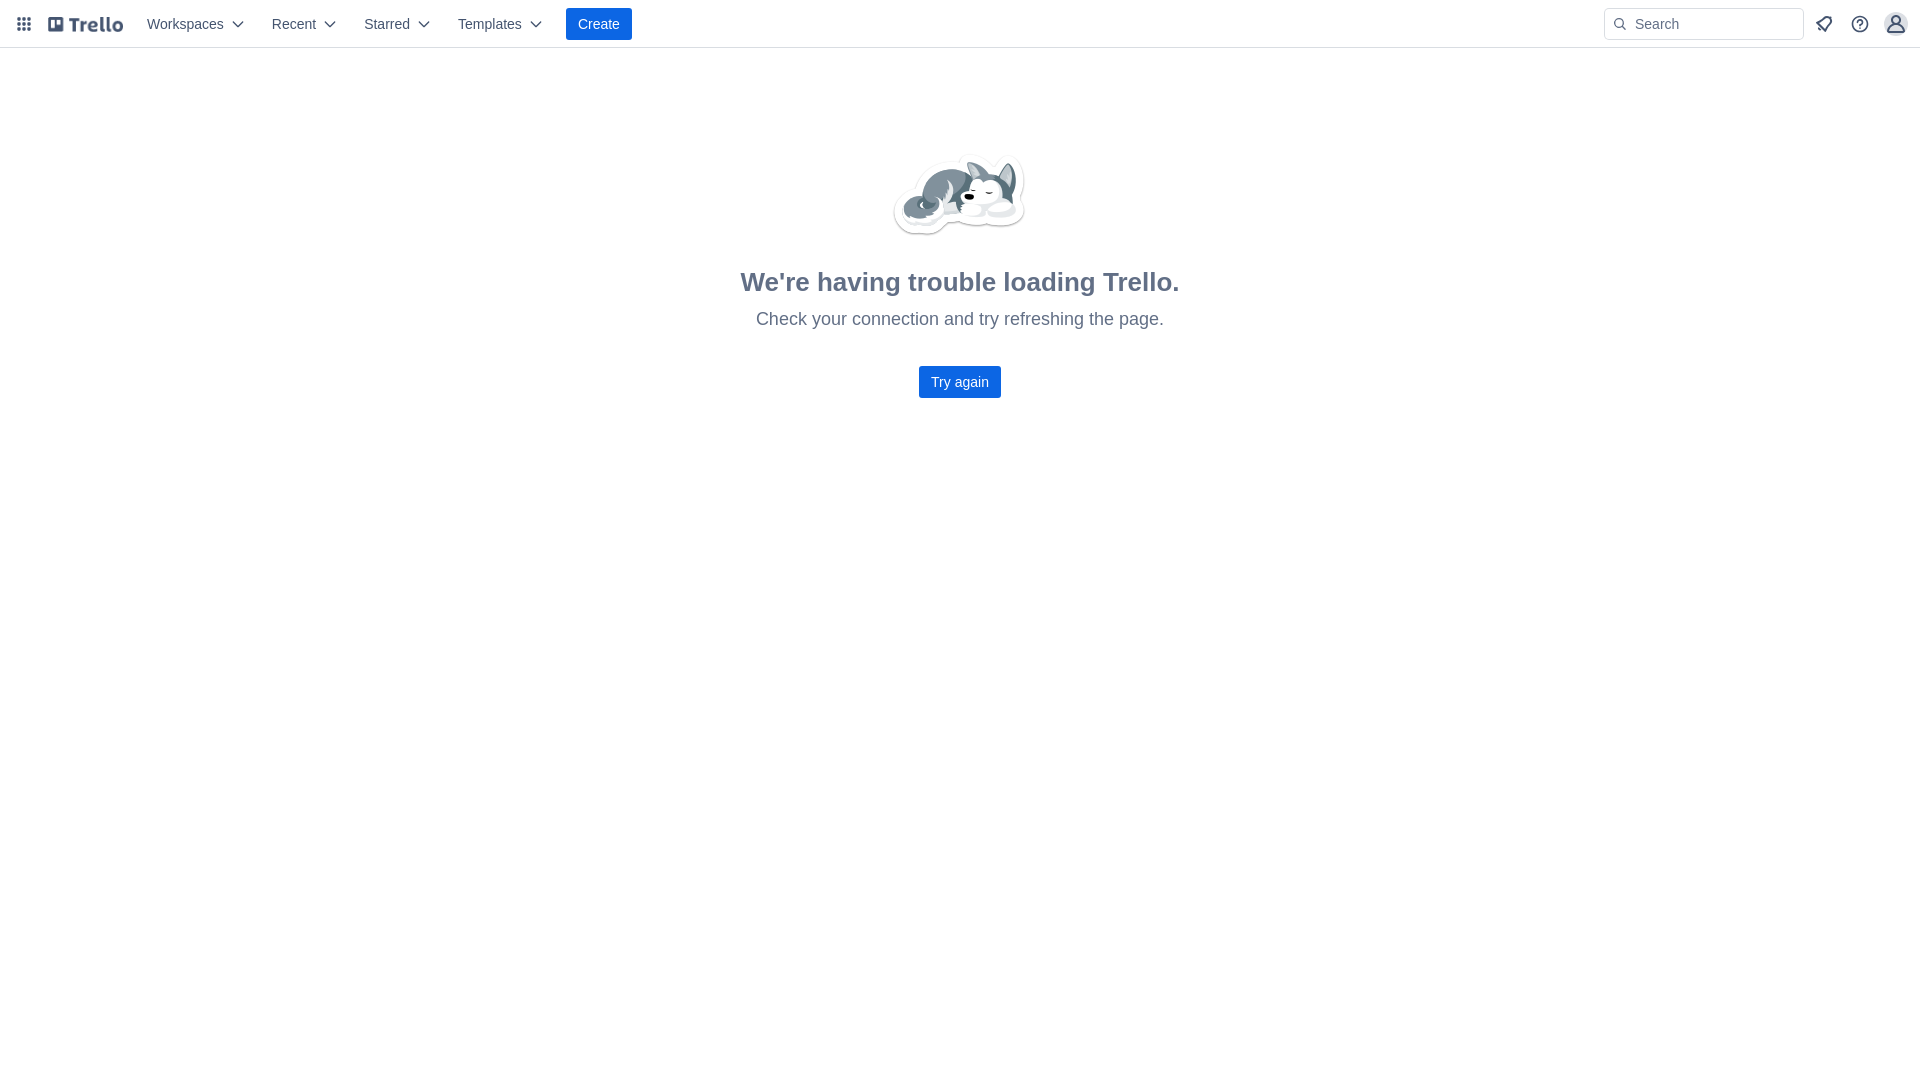 Trello Workspaces Recent Starred Templates Create Search
We're having trouble loading Trello.
Check your connection and try refreshing the page.
Try again